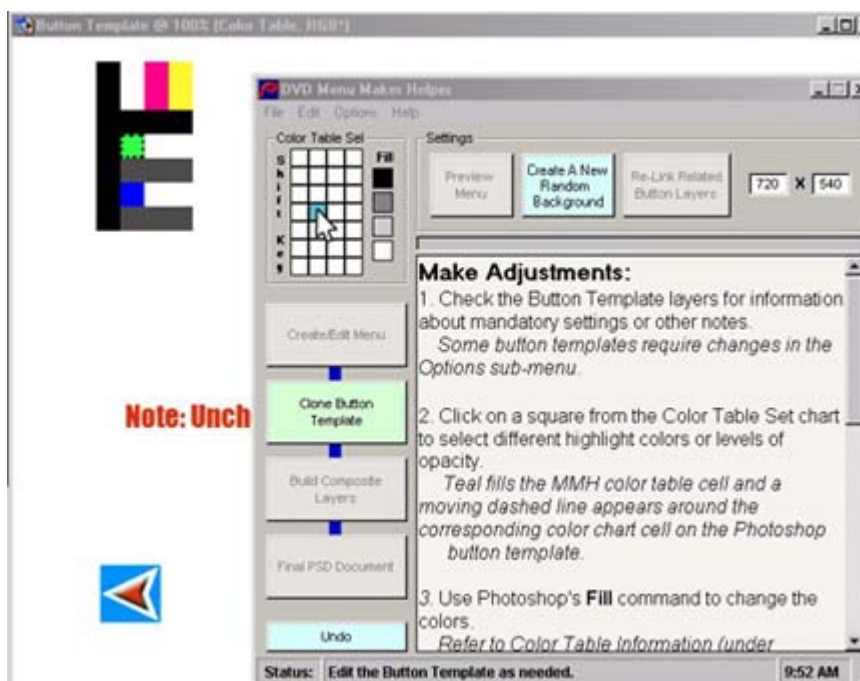 Button Template @ 100% (Color Table, RGB*)
DVD Menu Maker Helper
File Edit Options Help
Color Table Sel
Shift Key
Fill
Settings
Preview
Menu
Create A New
Random
Background
Re-Link Related
Button Layers
720 X 540
Make Adjustments:
1. Check the Button Template layers for information
about mandatory settings or other notes.
Some button templates require changes in the
Options sub-menu.
2. Click on a square from the Color Table Set chart
to select different highlight colors or levels of
opacity.
Teal fills the MMH color table cell and a
moving dashed line appears around the
corresponding color chart cell on the Photoshop
button template.
3. Use Photoshop's Fill command to change the
colors.
Refer to Color Table Information (under
Create/Edit Menu
Clone Button
Template
Build Composite
Layers
Final PSD Document
Undo
Note: Unch
Status: Edit the Button Template as needed. 9:52 AM